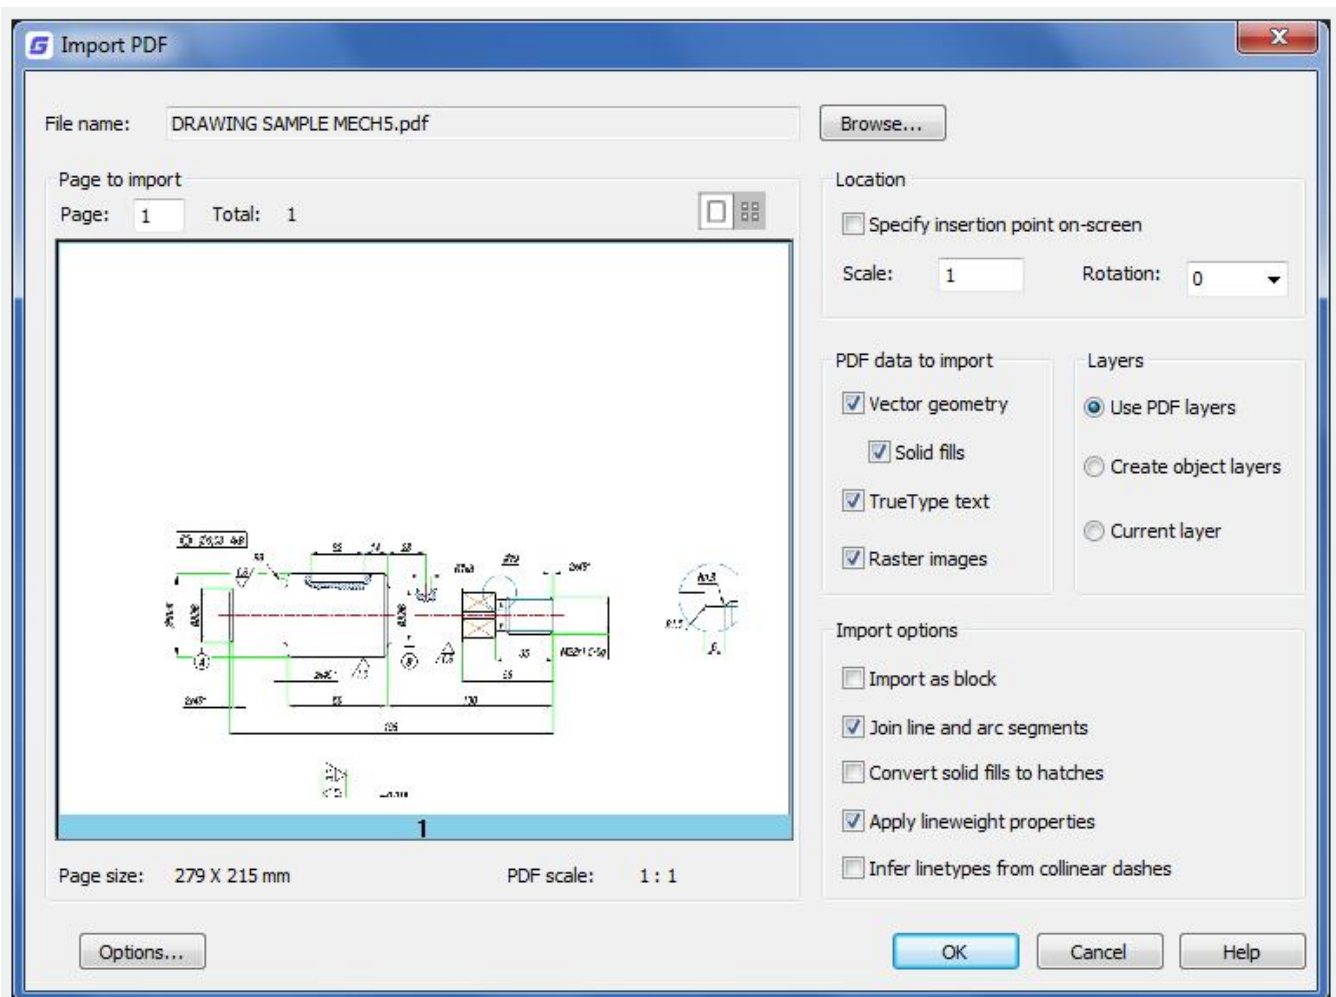 Import PDF
File name: DRAWING SAMPLE MECH5.pdf Browse...
Page to import
Page: 1 Total: 1
1
Page size: 279 X 215 mm PDF scale: 1 : 1
Location
Specify insertion point on-screen
Scale: 1 Rotation: 0
PDF data to import
Vector geometry
Solid fills
TrueType text
Raster images
Layers
Use PDF layers
Create object layers
Current layer
Import options
Import as block
Join line and arc segments
Convert solid fills to hatches
Apply lineweight properties
Infer linetypes from collinear dashes
Options... OK Cancel Help